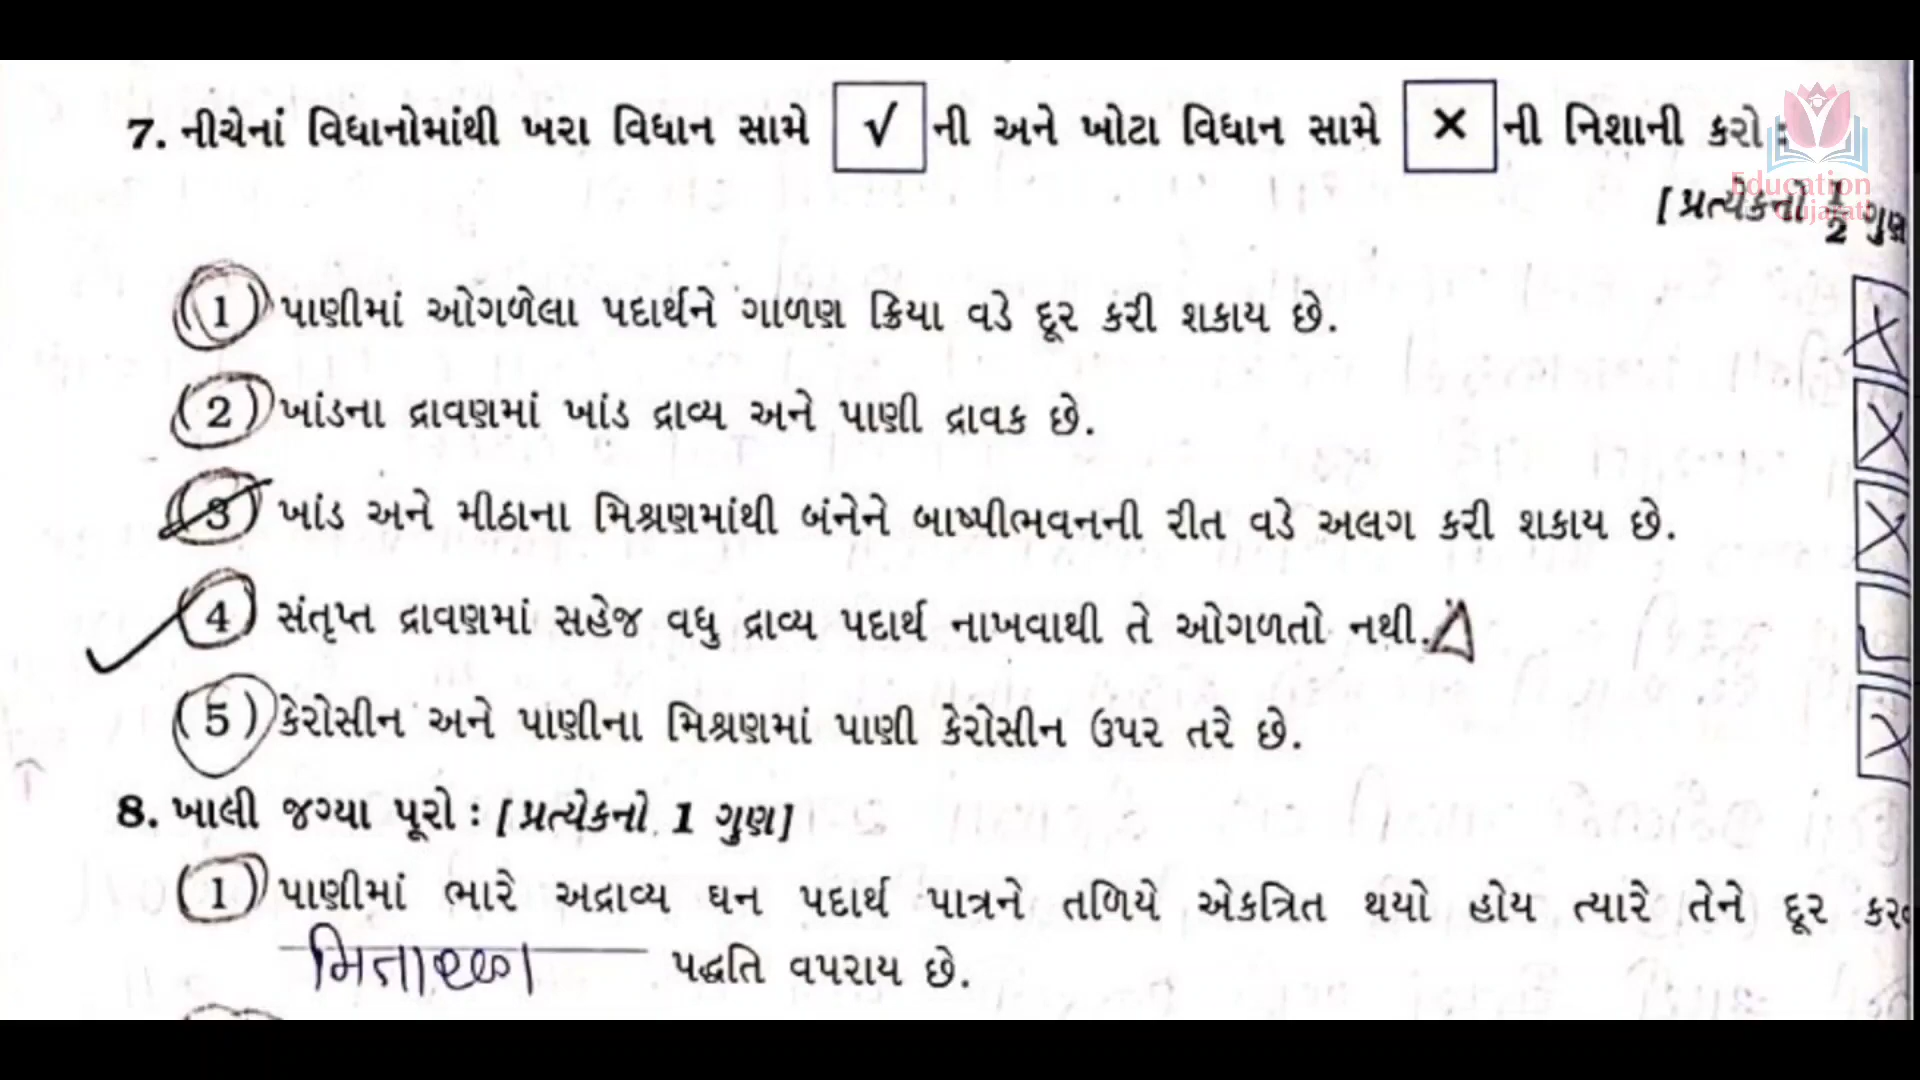 7. નીચેનાં વિધાનોમાંથી ખરા વિધાન સામે √ ની અને ખોટા વિધાન સામે × ની નિશાની કરો :
Education
Gujarati
[પ્રત્યેકનો 1/2 ગુણ
(1) પાણીમાં ઓગળેલા પદાર્થને ગાળણ ક્રિયા વડે દૂર કરી શકાય છે. ×
(2) ખાંડના દ્રાવણમાં ખાંડ દ્રાવ્ય અને પાણી દ્રાવક છે. ×
(3) ખાંડ અને મીઠાના મિશ્રણમાંથી બંનેને બાષ્પીભવનની રીત વડે અલગ કરી શકાય છે. ×
(4) સંતૃપ્ત દ્રાવણમાં સહેજ વધુ દ્રાવ્ય પદાર્થ નાખવાથી તે ઓગળતો નથી.
(5) કેરોસીન અને પાણીના મિશ્રણમાં પાણી કેરોસીન ઉપર તરે છે. ×
8. ખાલી જગ્યા પૂરો : [પ્રત્યેકનો 1 ગુણ]
(1) પાણીમાં ભારે અદ્રાવ્ય ઘન પદાર્થ પાત્રને તળિયે એકત્રિત થયો હોય ત્યારે તેને દૂર
પદ્ધતિ વપરાય છે.